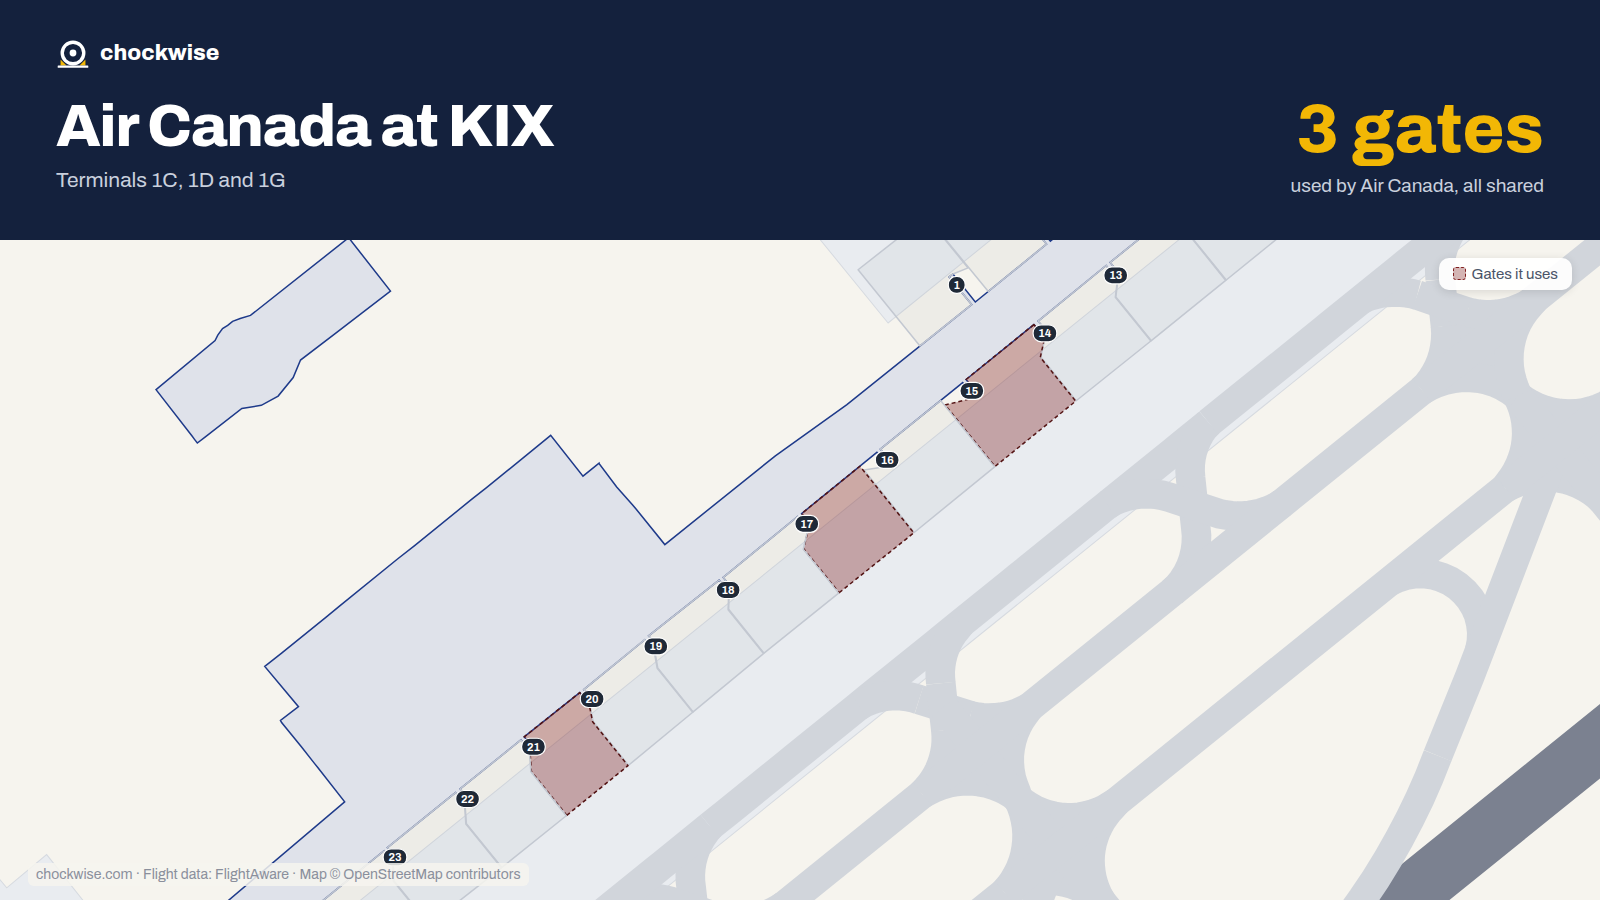 chockwise
Air Canada at KIX
Terminals 1C, 1D and 1G
3 gates
used by Air Canada, all shared
Gates it uses
1
13
14
15
16
17
18
19
20
21
22
23
chockwise.com · Flight data: FlightAware · Map © OpenStreetMap contributors